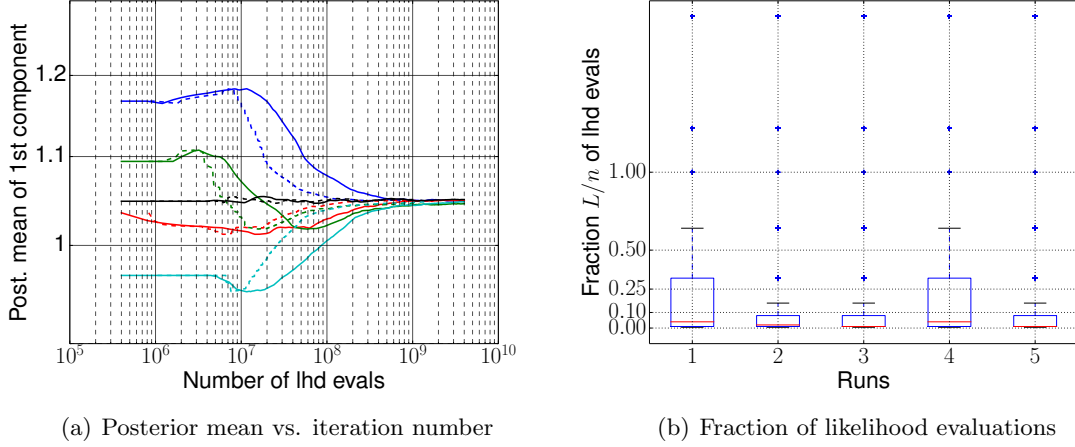 1.2
1.1
1
Post. mean of 1st component
10^5 10^6 10^7 10^8 10^9 10^10
Number of lhd evals
(a) Posterior mean vs. iteration number
1.00
0.50
0.25
0.10
0.00
Fraction L/n of lhd evals
1 2 3 4 5
Runs
(b) Fraction of likelihood evaluations